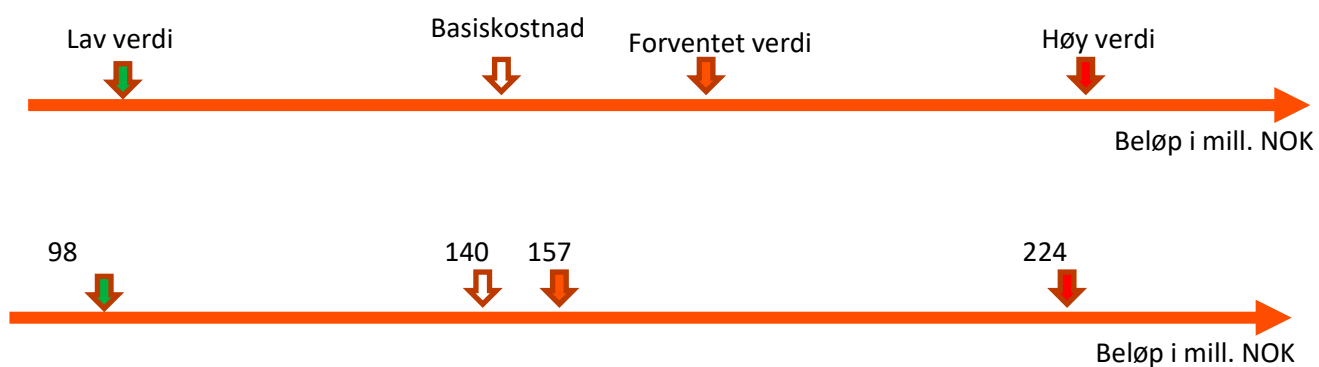 Lav verdi
Basiskostnad
Forventet verdi
Høy verdi
Beløp i mill. NOK
98
140
157
224
Beløp i mill. NOK